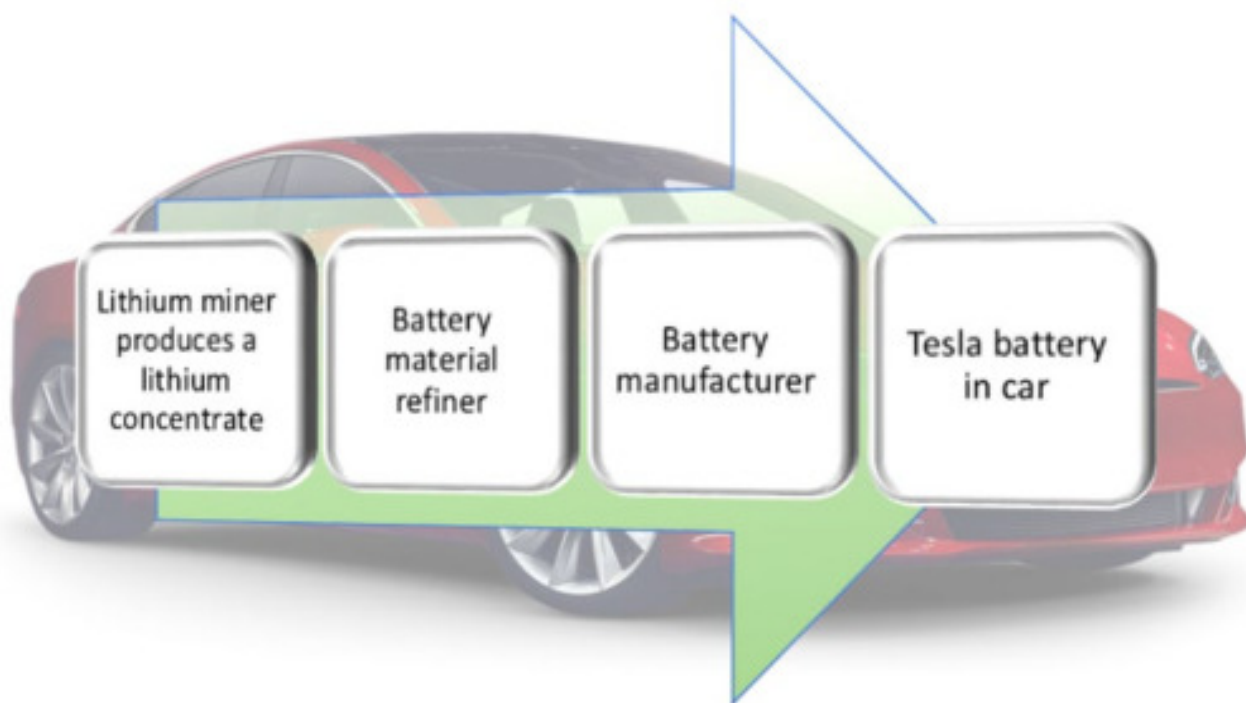 Lithium miner
produces a
lithium
concentrate
Battery
material
refiner
Battery
manufacturer
Tesla battery
in car